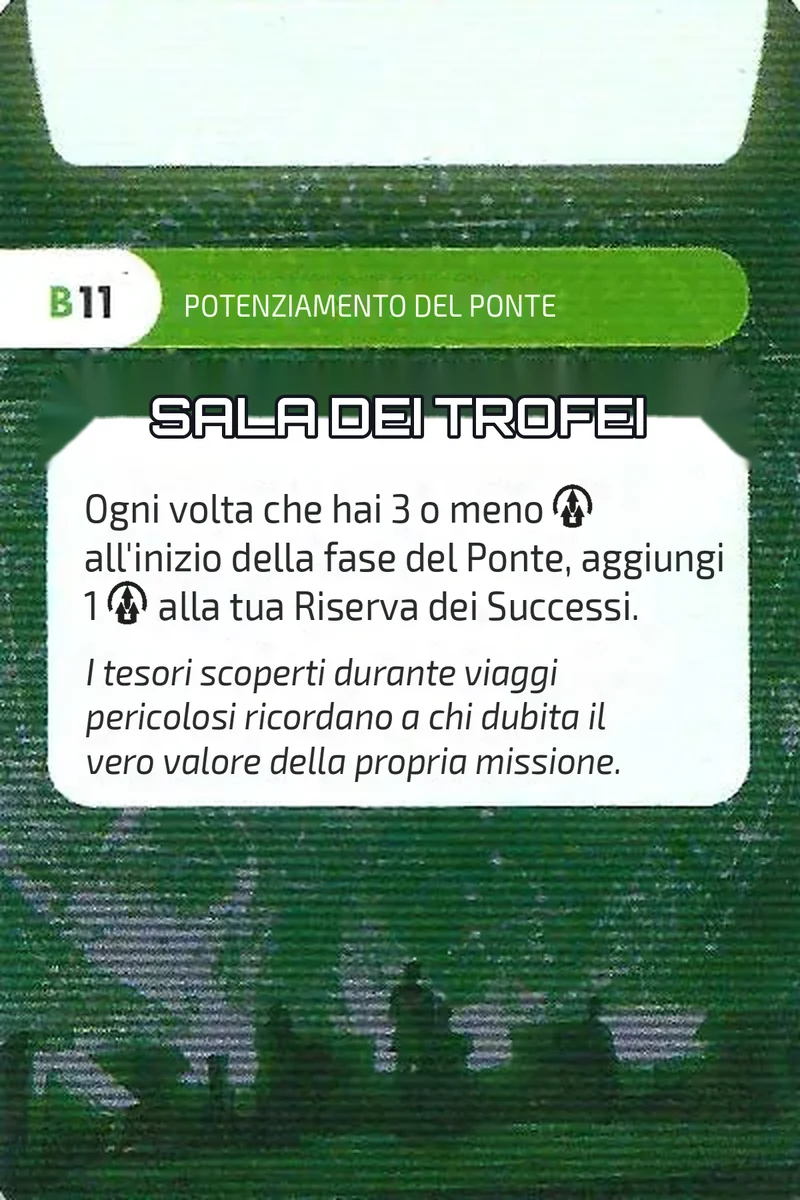 B11
POTENZIAMENTO DEL PONTE
SALA DEI TROFEI
Ogni volta che hai 3 o meno
all'inizio della fase del Ponte, aggiungi
1 alla tua Riserva dei Successi.
I tesori scoperti durante viaggi
pericolosi ricordano a chi dubita il
vero valore della propria missione.